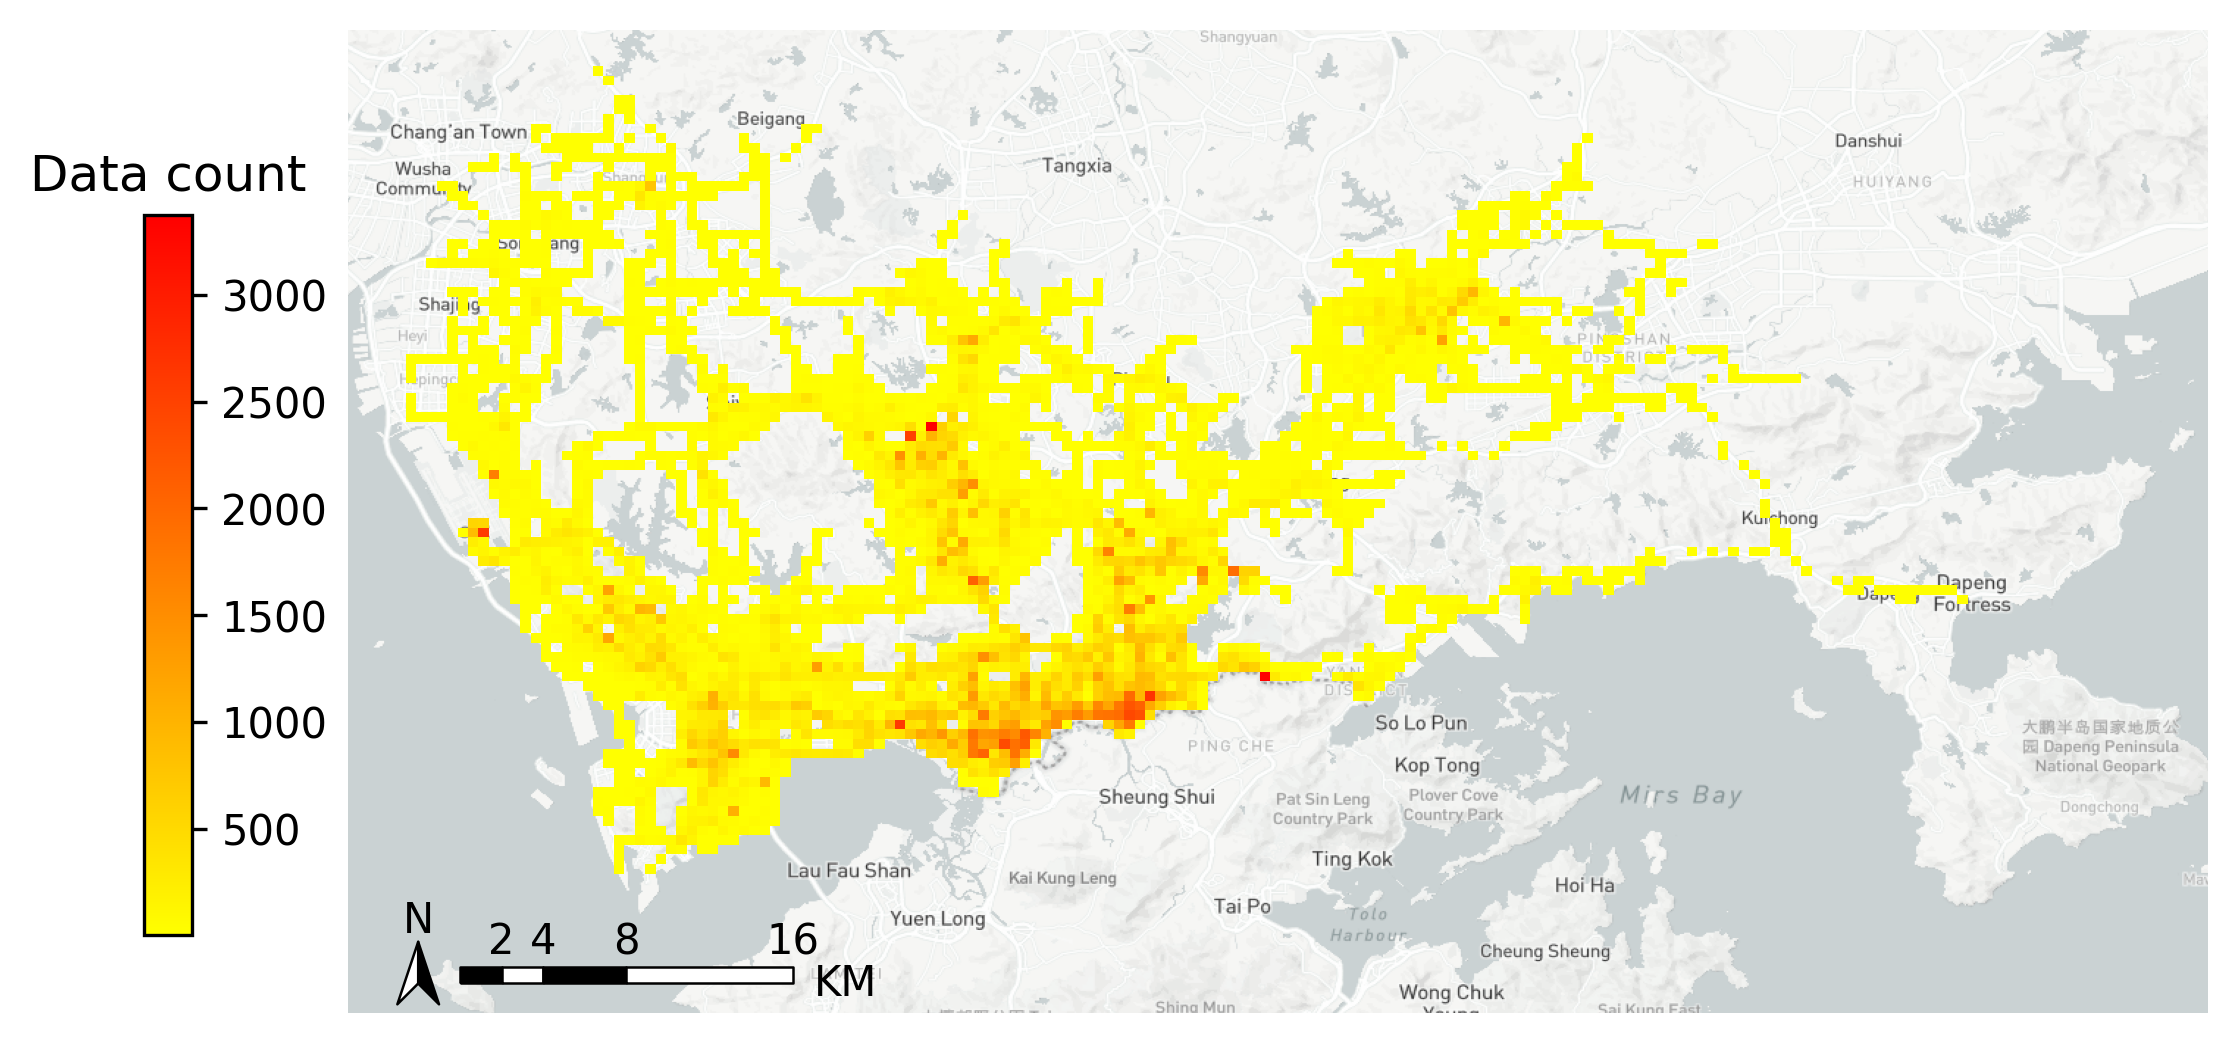 Data count
3000
2500
2000
1500
1000
500
Shangyuan
Chang'an Town
Beigang
Danshui
Wusha
Community
Tangxia
HUIYANG
Shajing
Heyi
PINGSHAN
DISTRICT
Kuichong
Dapeng
Dapeng
Fortress
YAN
DISTRICT
So Lo Pun
PING CHE
大鹏半岛国家地质公
园 Dapeng Peninsula
National Geopark
Kop Tong
Sheung Shui
Pat Sin Leng
Country Park
Plover Cove
Country Park
Mirs Bay
Dongchong
Ting Kok
Lau Fau Shan
Kai Kung Leng
Hoi Ha
Tai Po
Yuen Long
Tolo
Harbour
Cheung Sheung
Wong Chuk
Yeung
Shing Mun
Sai Kung East
N
2 4 8 16
KM